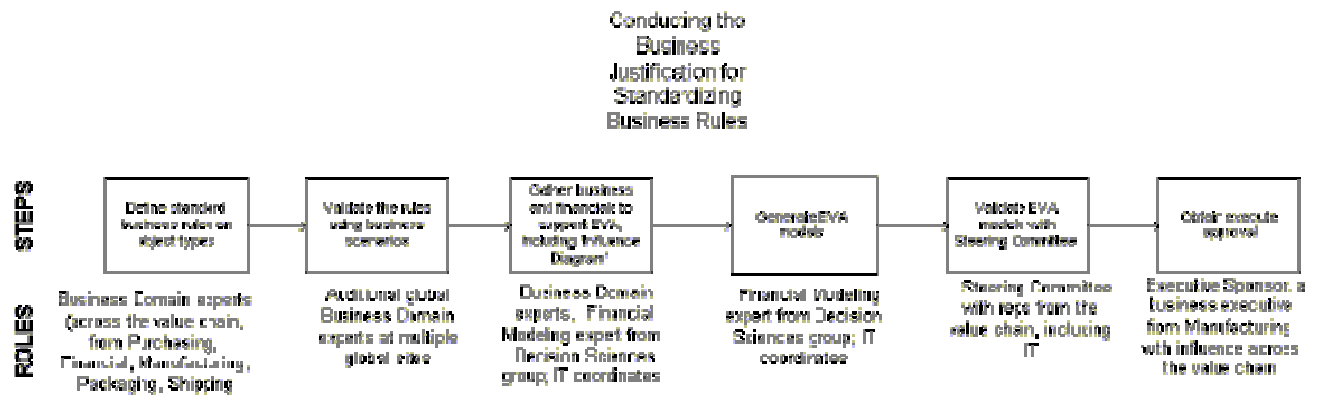 Conducting the
Business
Justification for
Standardizing
Business Rules
STEPS
Define standard
business rules on
object types
Validate the rules
using business
scenarios
Gather business
and financials to
support EVA,
including 'Influence
Diagram'
Generate EVA
models
Validate EVA
models with
Steering Committee
Obtain execute
approval
ROLES
Business Domain experts
(across the value chain,
from Purchasing,
Financial, Manufacturing,
Packaging, Shipping
Additional global
Business Domain
experts at multiple
global sites
Business Domain
experts, Financial
Modeling expert from
Decision Sciences
group; IT coordinates
Financial Modeling
expert from Decision
Sciences group; IT
coordinates
Steering Committee
with reps from the
value chain, including
IT
Executive Sponsor, a
business executive
from Manufacturing
with influence across
the value chain